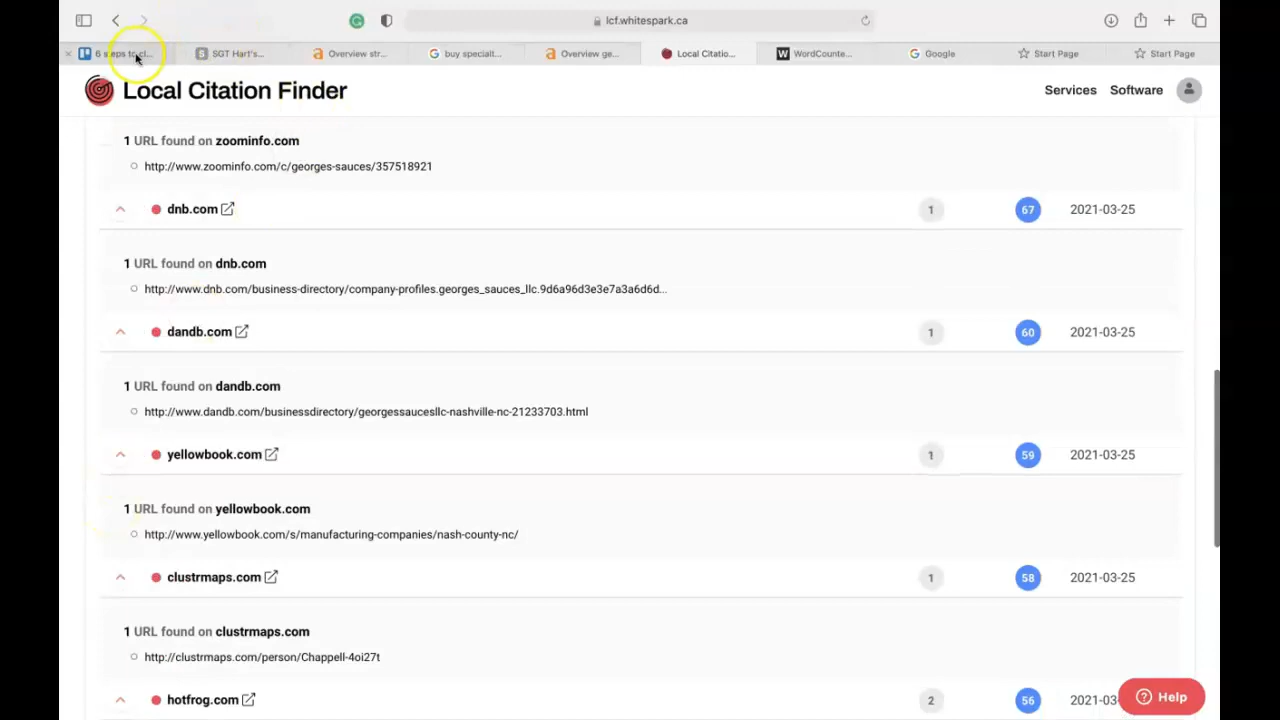 lcf.whitespark.ca
6 steps to cl...
SGT Hart's...
Overview str...
buy specialt...
Overview ge...
Local Citatio...
WordCounte...
Google
Start Page
Start Page
Local Citation Finder
Services
Software
1 URL found on zoominfo.com
http://www.zoominfo.com/c/georges-sauces/357518921
dnb.com 1 67 2021-03-25
1 URL found on dnb.com
http://www.dnb.com/business-directory/company-profiles.georges_sauces_llc.9d6a96d3e3e7a3a6d6d...
dandb.com 1 60 2021-03-25
1 URL found on dandb.com
http://www.dandb.com/businessdirectory/georgessaucesllc-nashville-nc-21233703.html
yellowbook.com 1 59 2021-03-25
1 URL found on yellowbook.com
http://www.yellowbook.com/s/manufacturing-companies/nash-county-nc/
clustrmaps.com 1 58 2021-03-25
1 URL found on clustrmaps.com
http://clustrmaps.com/person/Chappell-4oi27t
hotfrog.com 2 56 2021-03
Help